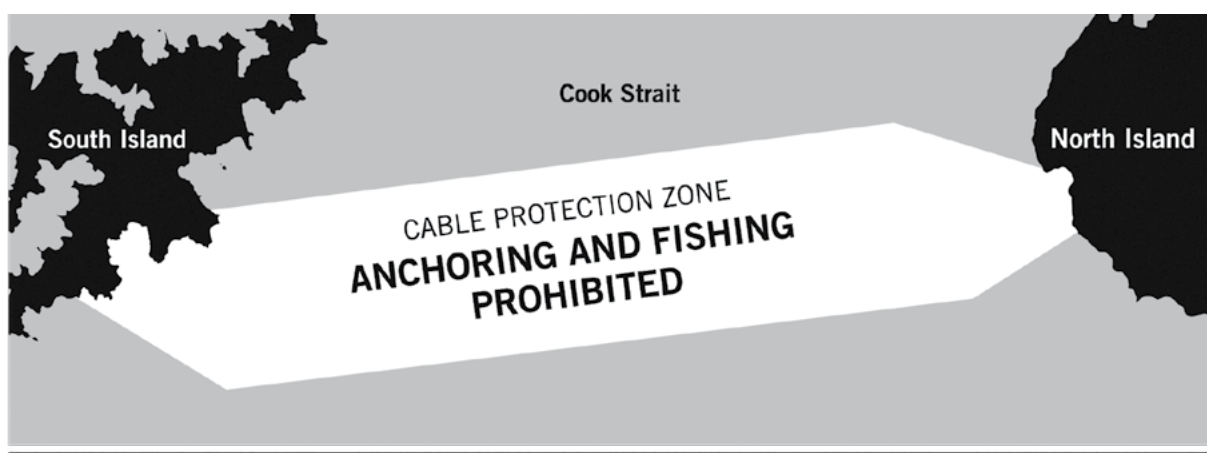 Cook Strait
South Island
North Island
CABLE PROTECTION ZONE
ANCHORING AND FISHING
PROHIBITED